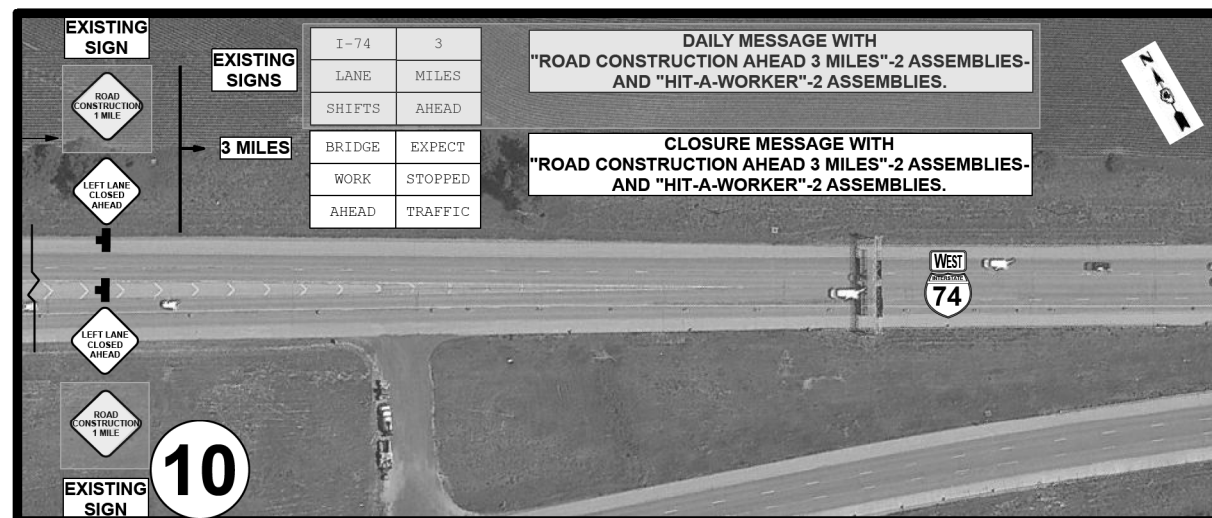 EXISTING
SIGN
ROAD
CONSTRUCTION
1 MILE
LEFT LANE
CLOSED
AHEAD
EXISTING
SIGNS
3 MILES
I-74 3
LANE MILES
SHIFTS AHEAD
BRIDGE EXPECT
WORK STOPPED
AHEAD TRAFFIC
DAILY MESSAGE WITH
"ROAD CONSTRUCTION AHEAD 3 MILES"-2 ASSEMBLIES-
AND "HIT-A-WORKER"-2 ASSEMBLIES.
CLOSURE MESSAGE WITH
"ROAD CONSTRUCTION AHEAD 3 MILES"-2 ASSEMBLIES-
AND "HIT-A-WORKER"-2 ASSEMBLIES.
N
WEST
INTERSTATE
74
LEFT LANE
CLOSED
AHEAD
ROAD
CONSTRUCTION
1 MILE
EXISTING
SIGN
10